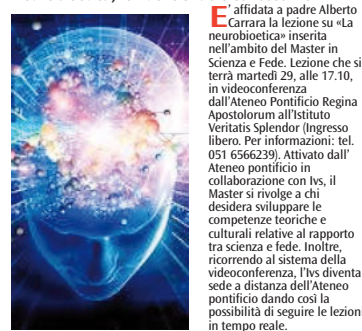 E' affidata a padre Alberto
Carrara la lezione su «La
neurobioetica» inserita
nell'ambito del Master in
Scienza e Fede. Lezione che si
terrà martedì 29, alle 17.10,
in videoconferenza
dall'Ateneo Pontificio Regina
Apostolorum all'Istituto
Veritatis Splendor (Ingresso
libero. Per informazioni: tel.
051 6566239). Attivato dall'
Ateneo pontificio in
collaborazione con Ivs, il
Master si rivolge a chi
desidera sviluppare le
competenze teoriche e
culturali relative al rapporto
tra scienza e fede. Inoltre,
ricorrendo al sistema della
videoconferenza, l'Ivs diventa
sede a distanza dell'Ateneo
pontificio dando così la
possibilità di seguire le lezioni
in tempo reale.